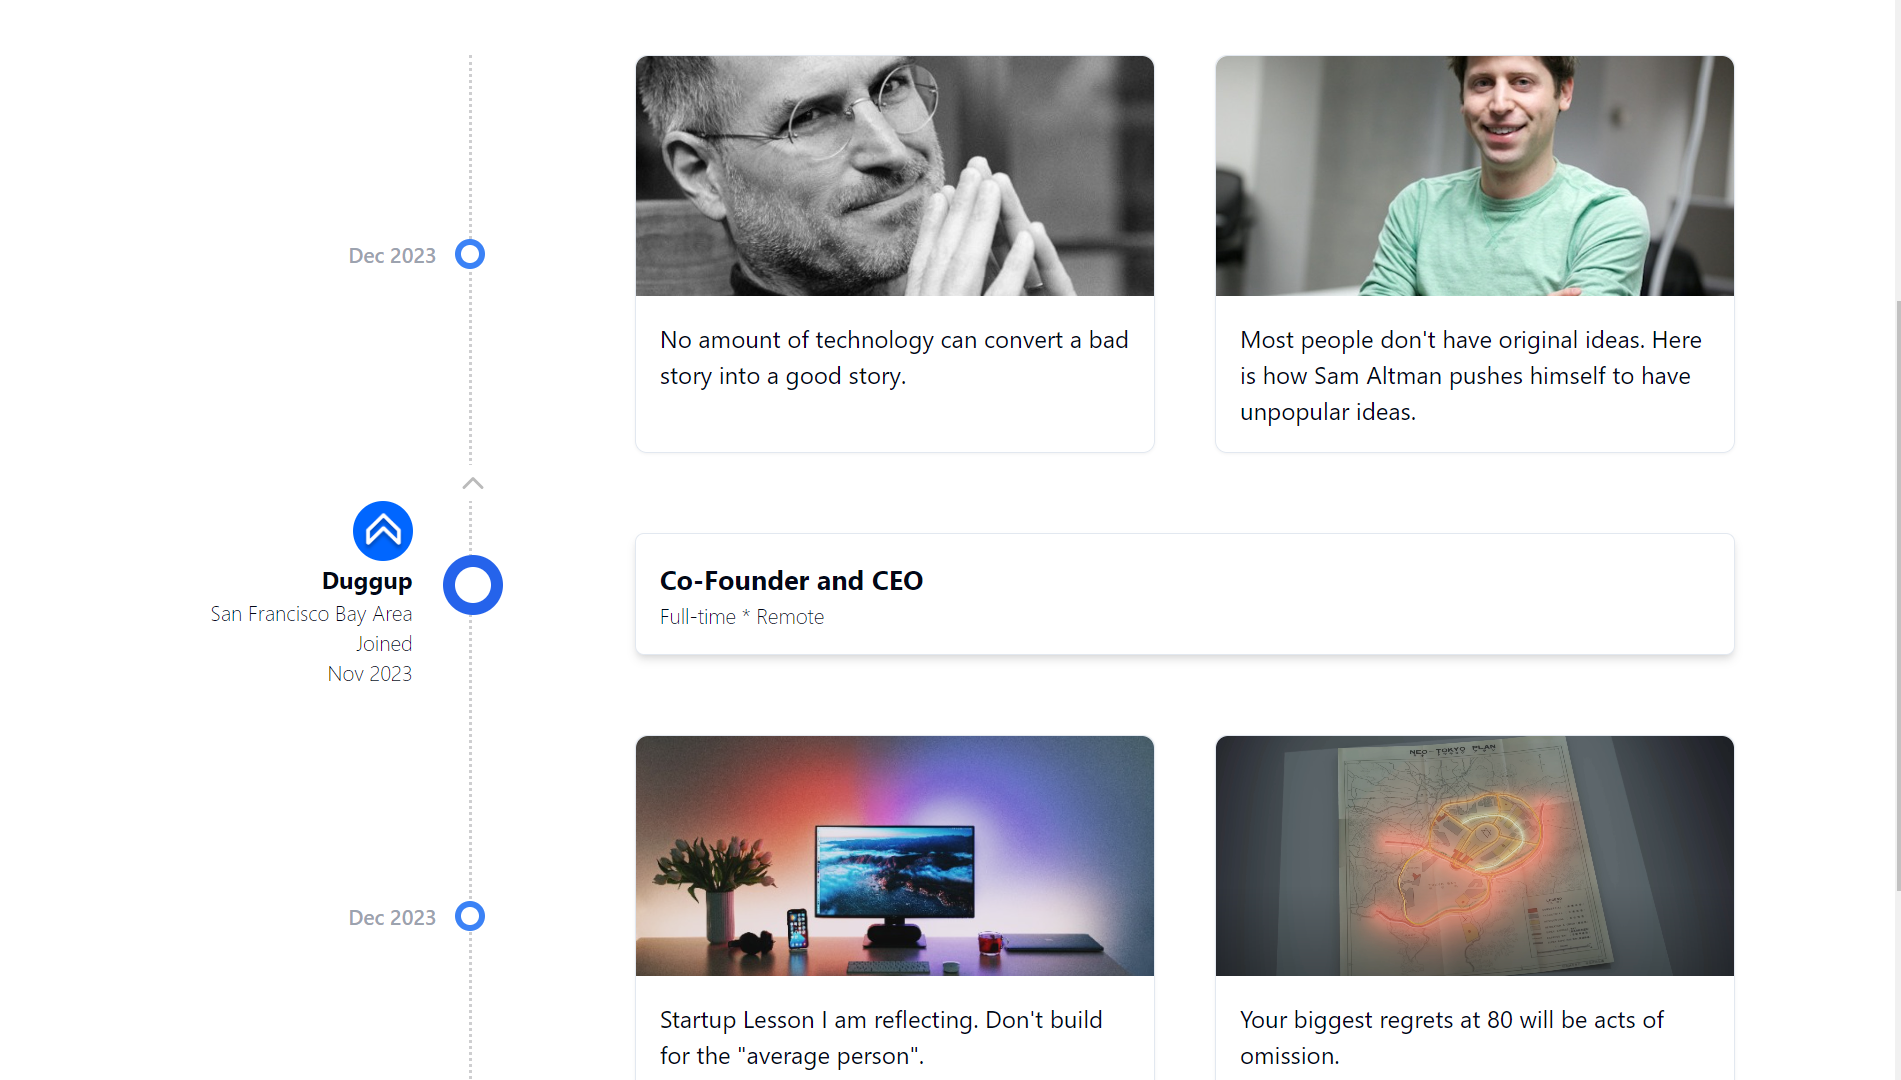 Dec 2023
No amount of technology can convert a bad
story into a good story.
Most people don't have original ideas. Here
is how Sam Altman pushes himself to have
unpopular ideas.
Duggup
San Francisco Bay Area
Joined
Nov 2023
Co-Founder and CEO
Full-time * Remote
NEO-TOKYO PLAN
Dec 2023
Startup Lesson I am reflecting. Don't build
for the "average person".
Your biggest regrets at 80 will be acts of
omission.